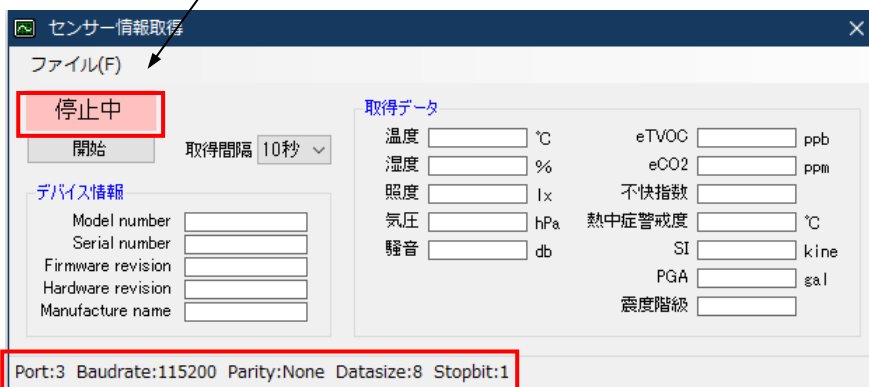 センサー情報取得
ファイル(F)
停止中
開始
取得間隔 10秒
デバイス情報
Model number
Serial number
Firmware revision
Hardware revision
Manufacture name
取得データ
温度 ℃
湿度 %
照度 lx
気圧 hPa
騒音 db
eTVOC ppb
eCO2 ppm
不快指数
熱中症警戒度 ℃
SI kine
PGA gal
震度階級
Port:3 Baudrate:115200 Parity:None Datasize:8 Stopbit:1